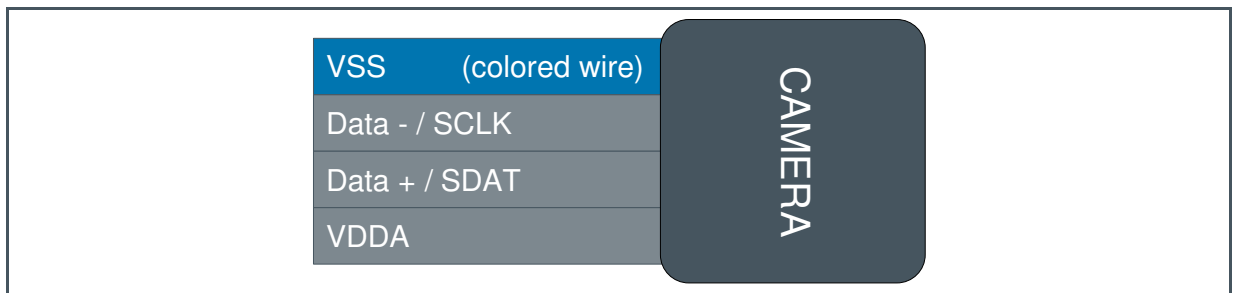 VSS (colored wire)
Data - / SCLK
Data + / SDAT
VDDA
CAMERA